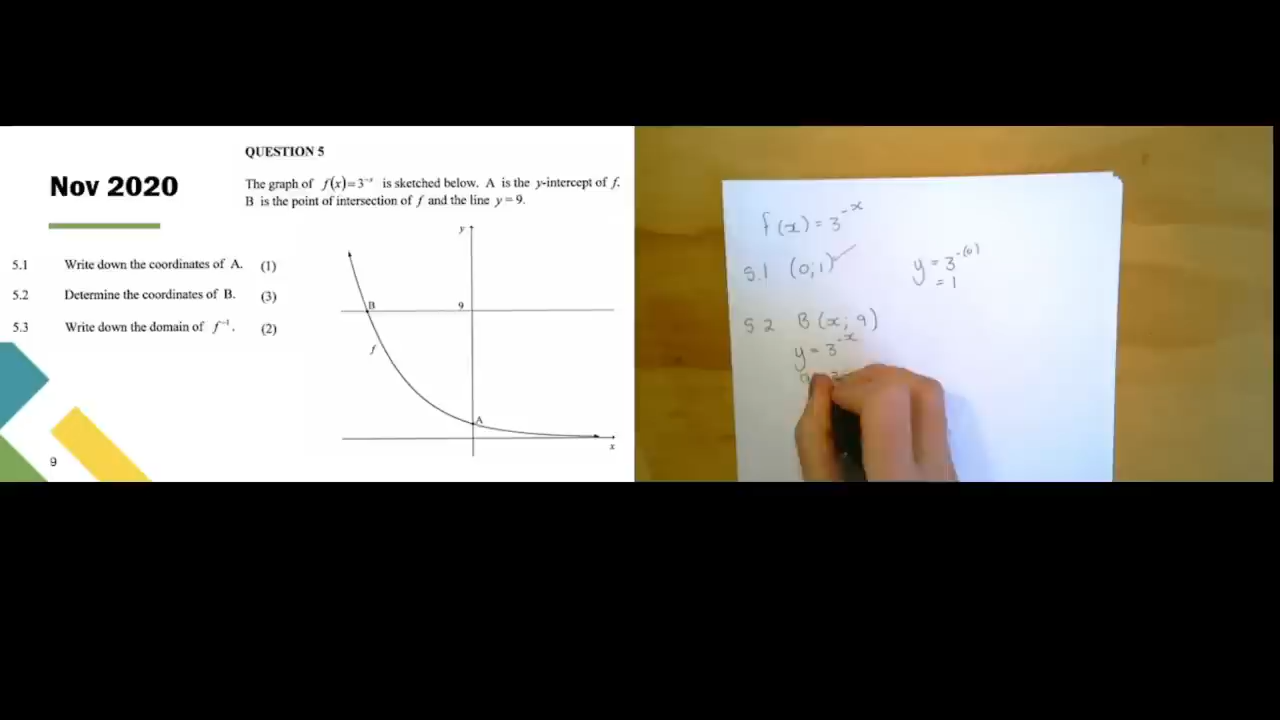 Nov 2020
QUESTION 5
The graph of f(x)=3⁻ˣ is sketched below. A is the y-intercept of f.
B is the point of intersection of f and the line y = 9.
5.1 Write down the coordinates of A. (1)
5.2 Determine the coordinates of B. (3)
5.3 Write down the domain of f⁻¹. (2)
y
B
9
f
A
x
9
f(x) = 3⁻ˣ
5.1 (0;1)
y = 3⁻⁽⁰⁾
= 1
5.2 B(x; 9)
y = 3⁻ˣ